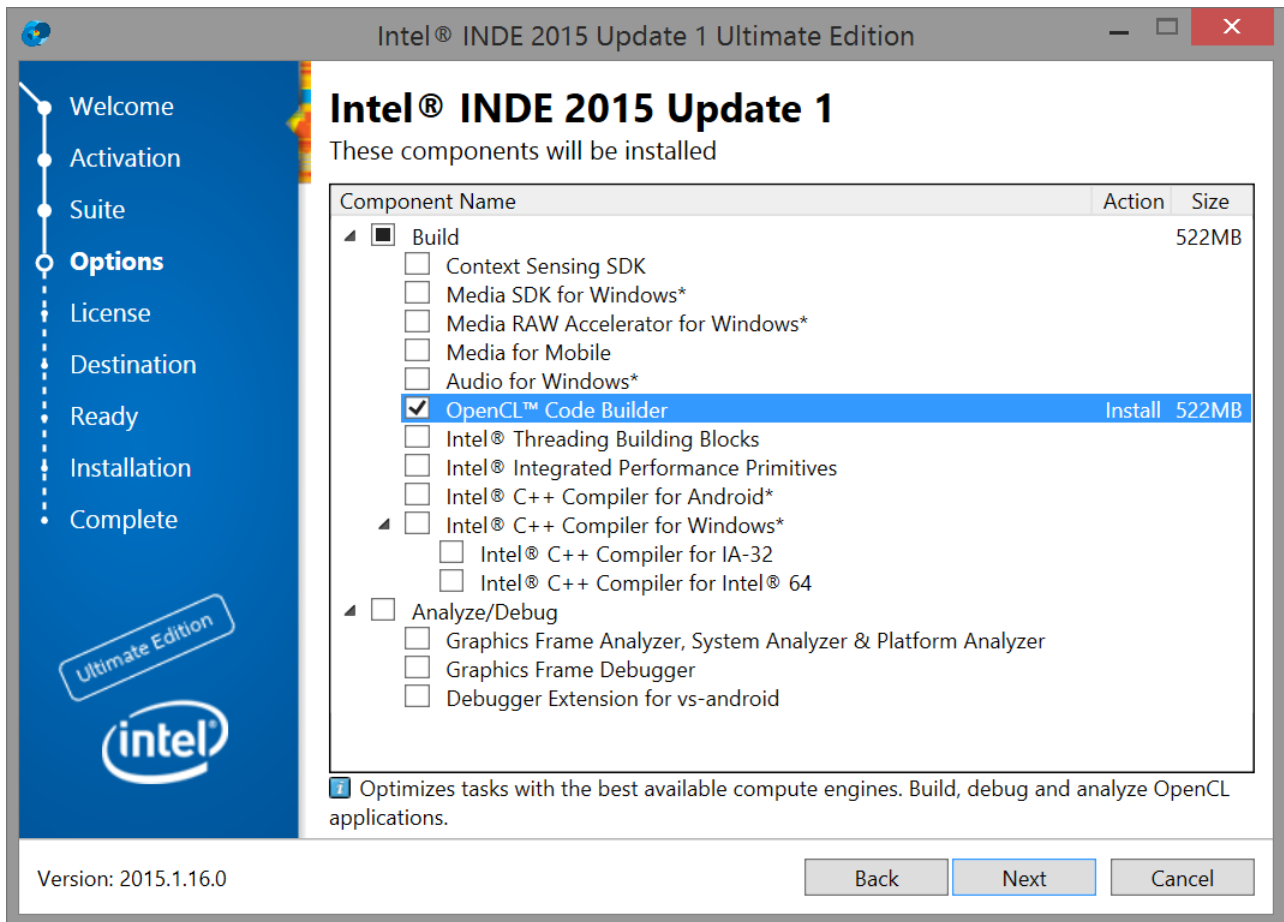 Intel® INDE 2015 Update 1 Ultimate Edition
Welcome
Activation
Suite
Options
License
Destination
Ready
Installation
Complete
Ultimate Edition
intel®
Intel® INDE 2015 Update 1
These components will be installed
Component Name Action Size
Build 522MB
Context Sensing SDK
Media SDK for Windows*
Media RAW Accelerator for Windows*
Media for Mobile
Audio for Windows*
OpenCL™ Code Builder Install 522MB
Intel® Threading Building Blocks
Intel® Integrated Performance Primitives
Intel® C++ Compiler for Android*
Intel® C++ Compiler for Windows*
Intel® C++ Compiler for IA-32
Intel® C++ Compiler for Intel® 64
Analyze/Debug
Graphics Frame Analyzer, System Analyzer & Platform Analyzer
Graphics Frame Debugger
Debugger Extension for vs-android
Optimizes tasks with the best available compute engines. Build, debug and analyze OpenCL
applications.
Version: 2015.1.16.0
Back Next Cancel